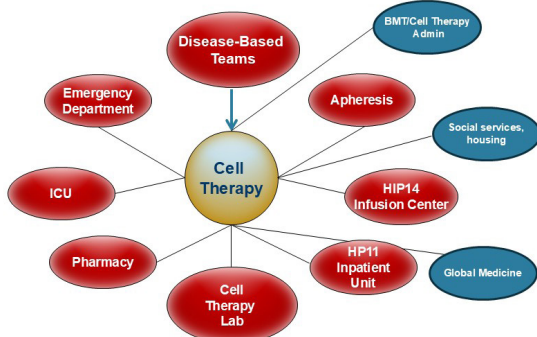 Disease-Based
Teams
BMT/Cell Therapy
Admin
Emergency
Department
Apheresis
Social services,
housing
Cell
Therapy
ICU
HIP14
Infusion Center
Pharmacy
HP11
Inpatient
Unit
Global Medicine
Cell
Therapy
Lab